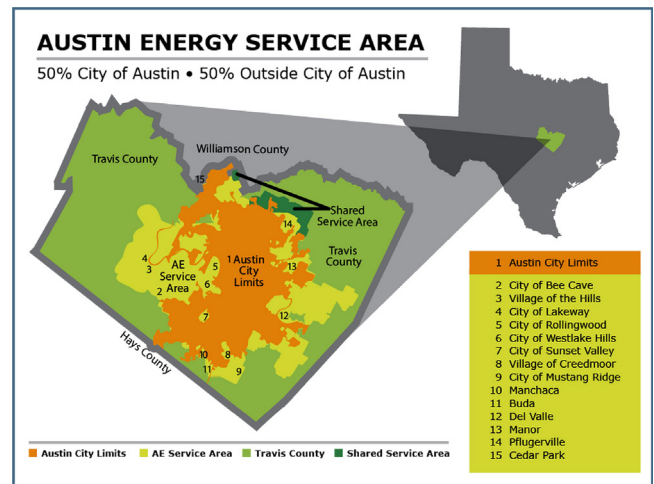 AUSTIN ENERGY SERVICE AREA
50% City of Austin • 50% Outside City of Austin
Williamson County
Travis County
15
Shared
Service Area
14
Travis
County
4
3
AE
Service
Area
2
5
6
1 Austin
City
Limits
13
7
12
Hays County
10
8
11
9
1 Austin City Limits
2 City of Bee Cave
3 Village of the Hills
4 City of Lakeway
5 City of Rollingwood
6 City of Westlake Hills
7 City of Sunset Valley
8 Village of Creedmoor
9 City of Mustang Ridge
10 Manchaca
11 Buda
12 Del Valle
13 Manor
14 Pflugerville
15 Cedar Park
Austin City Limits AE Service Area Travis County Shared Service Area